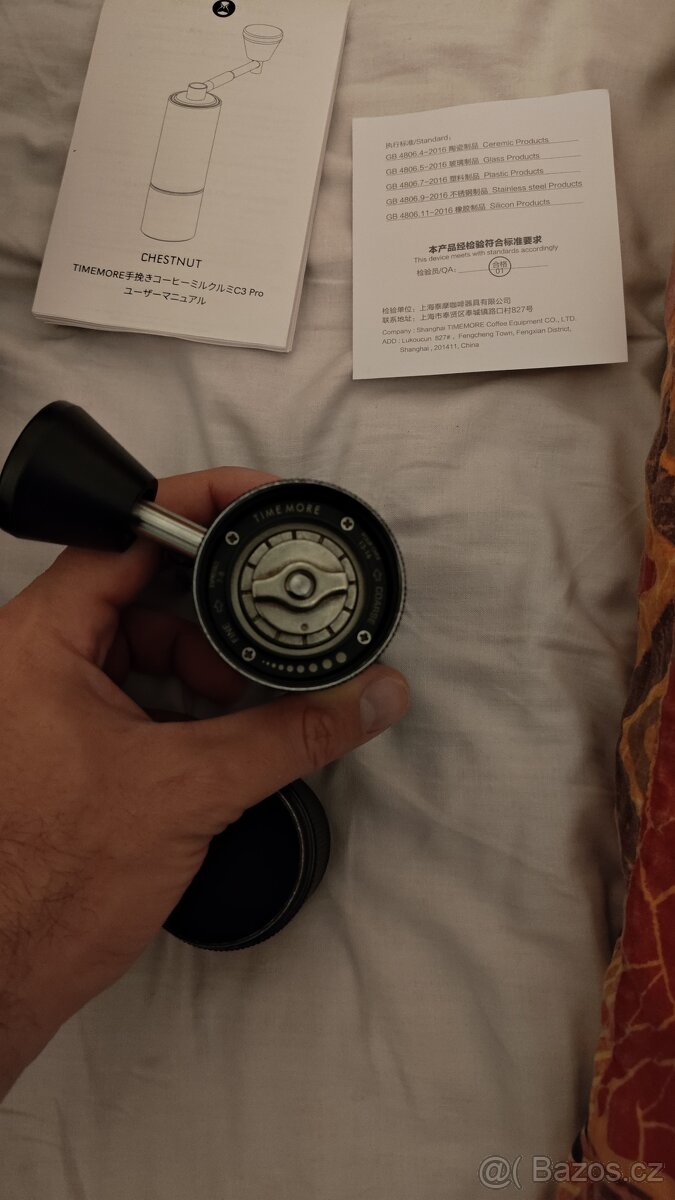 CHESTNUT
TIMEMORE手挽きコーヒーミルクルミC3 Pro
ユーザーマニュアル
执行标准/Standard:
GB 4806.4-2016 陶瓷制品 Ceremic Products
GB 4806.5-2016 玻璃制品 Glass Products
GB 4806.7-2016 塑料制品 Plastic Products
GB 4806.9-2016 不锈钢制品 Stainless steel Products
GB 4806.11-2016 橡胶制品 Silicon Products
本产品经检验符合标准要求
This device meets with standards accordingly
检验员/QA:
合格
01
检验单位: 上海泰摩咖啡器具有限公司
联系地址: 上海市奉贤区奉城镇路口村827号
Company : Shanghai TIMEMORE Coffee Equipment CO., LTD.
ADD : Lukoucun 827# , Fengcheng Town, Fengxian District,
Shanghai , 201411, China
TIMEMORE
COARSE
FINE
@( Bazos.cz